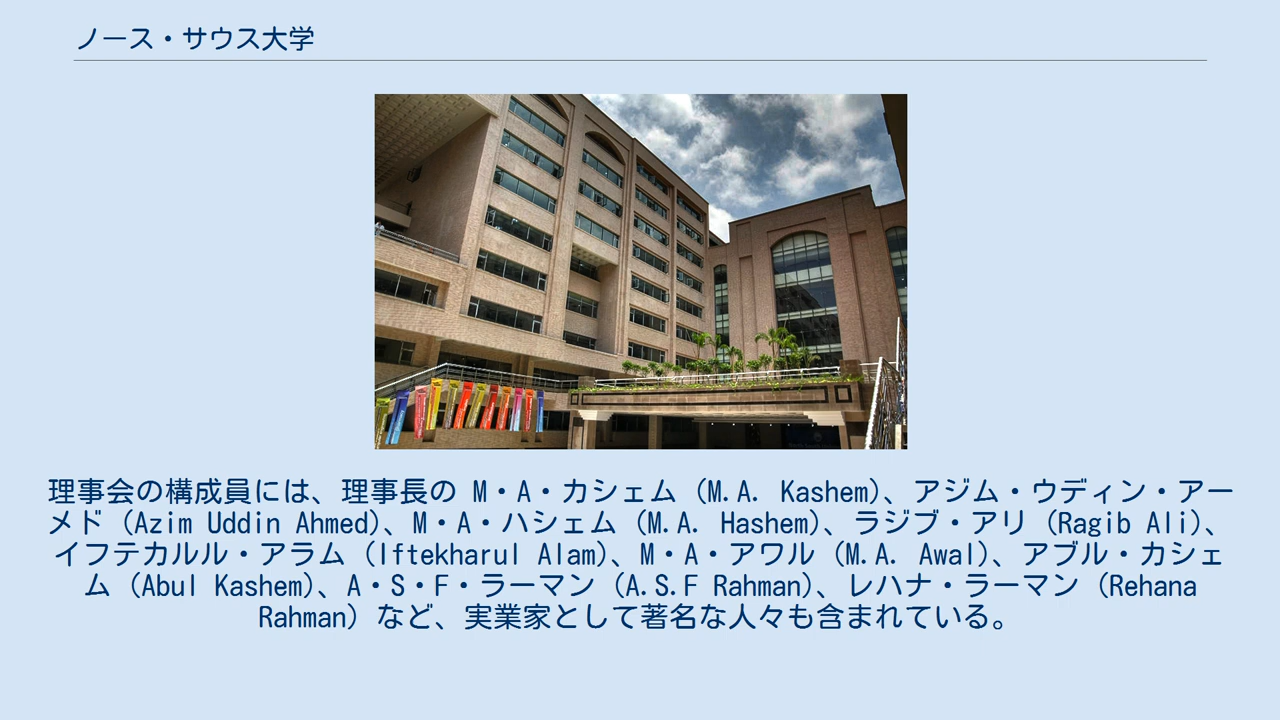 ノース・サウス大学
理事会の構成員には、理事長の M・A・カシェム (M.A. Kashem)、アジム・ウディン・アー
メド (Azim Uddin Ahmed)、M・A・ハシェム (M.A. Hashem)、ラジブ・アリ (Ragib Ali)、
イフテカルル・アラム (Iftekharul Alam)、M・A・アワル (M.A. Awal)、アブル・カシェ
ム (Abul Kashem)、A・S・F・ラーマン (A.S.F Rahman)、レハナ・ラーマン (Rehana
Rahman) など、実業家として著名な人々も含まれている。